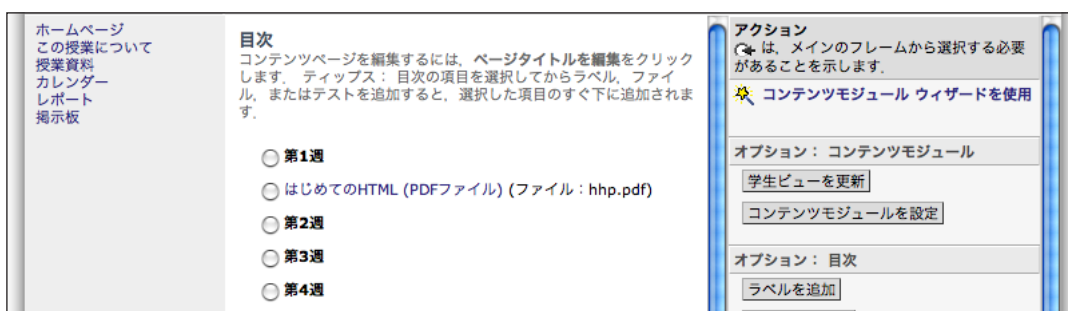 ホームページ
この授業について
授業資料
カレンダー
レポート
掲示板
目次
コンテンツページを編集するには，ページタイトルを編集をクリック
します． ティップス： 目次の項目を選択してからラベル，ファイ
ル，またはテストを追加すると，選択した項目のすぐ下に追加されま
す．
第1週
はじめてのHTML (PDFファイル) (ファイル：hhp.pdf)
第2週
第3週
第4週
アクション
は，メインのフレームから選択する必要
があることを示します．
コンテンツモジュール ウィザードを使用
オプション： コンテンツモジュール
学生ビューを更新
コンテンツモジュールを設定
オプション： 目次
ラベルを追加